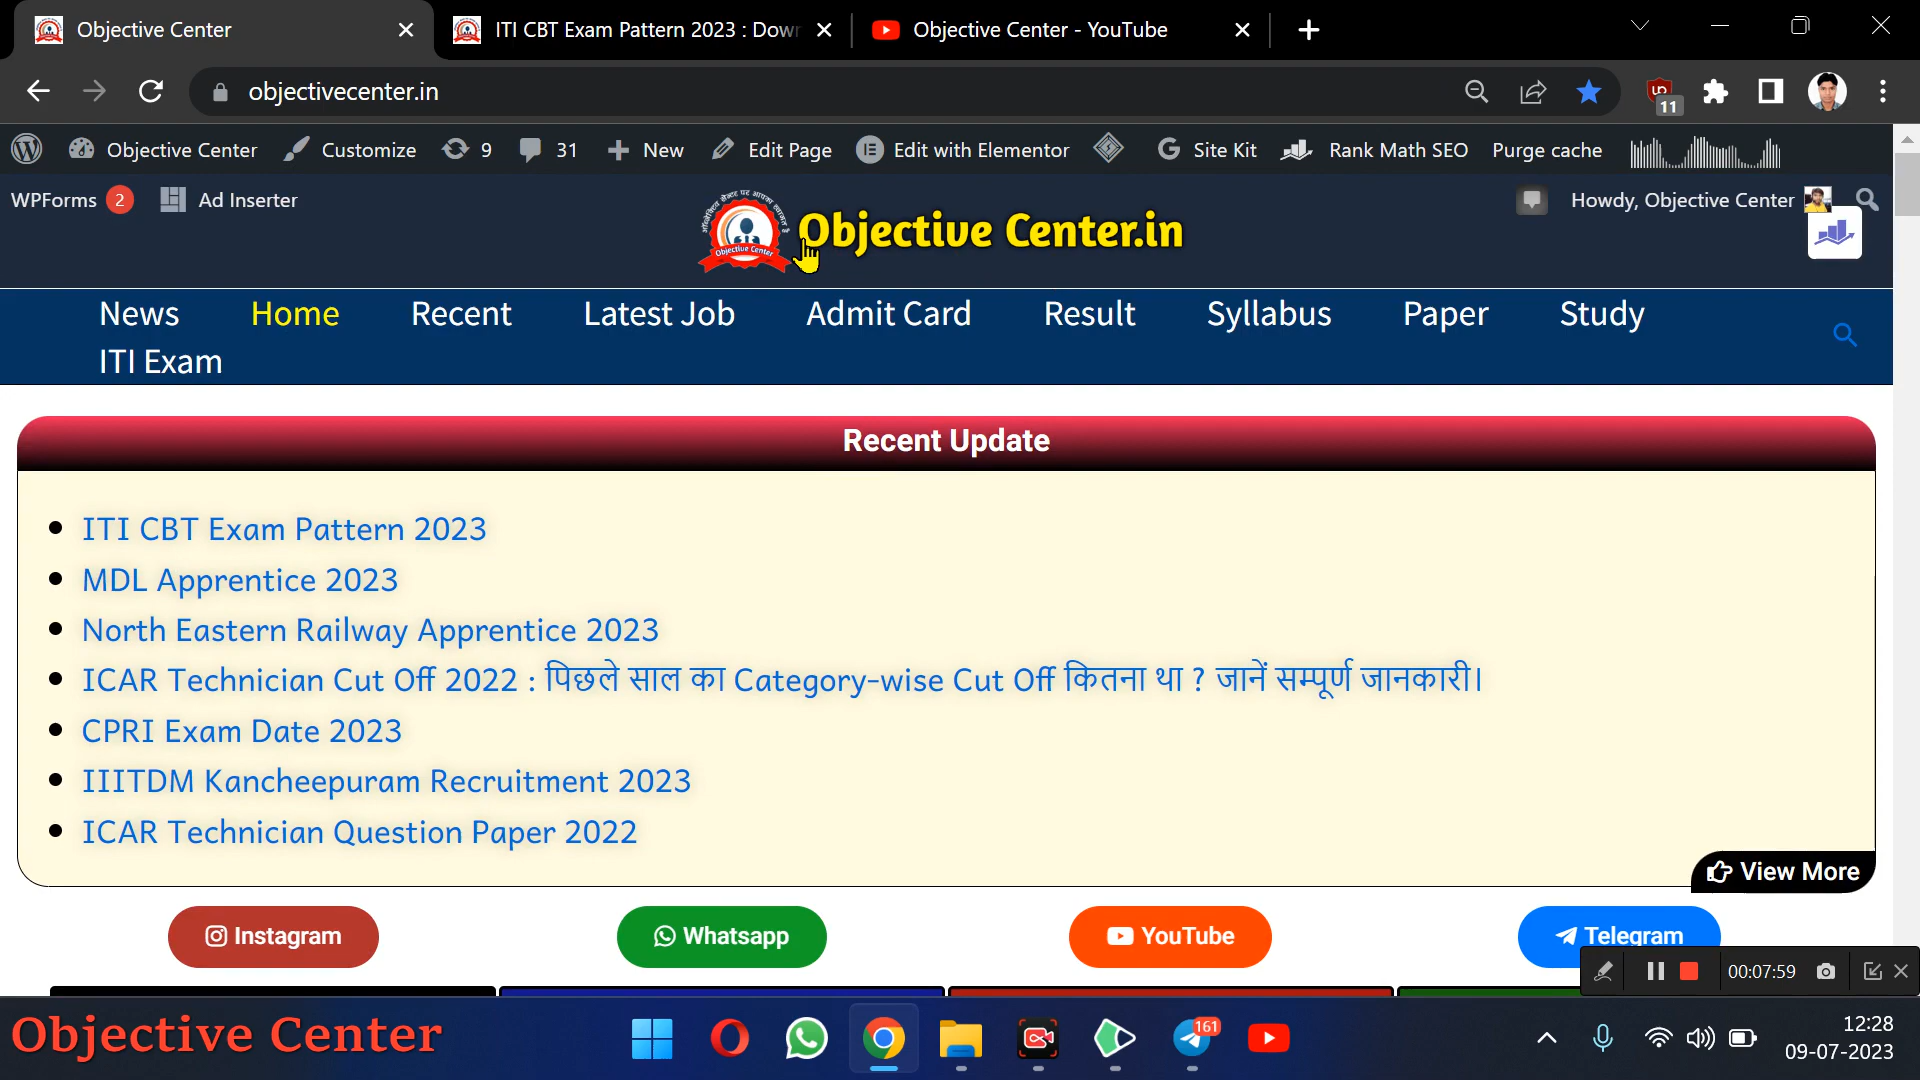 Objective Center
ITI CBT Exam Pattern 2023 : Dow
Objective Center - YouTube
objectivecenter.in
11
Objective Center
Customize
9
31
New
Edit Page
Edit with Elementor
Site Kit
Rank Math SEO
Purge cache
WPForms 2
Ad Inserter
Howdy, Objective Center
Objective Center
Objective Center.in
News
Home
Recent
Latest Job
Admit Card
Result
Syllabus
Paper
Study
ITI Exam
Recent Update
ITI CBT Exam Pattern 2023
MDL Apprentice 2023
North Eastern Railway Apprentice 2023
ICAR Technician Cut Off 2022 : पिछले साल का Category-wise Cut Off कितना था ? जानें सम्पूर्ण जानकारी।
CPRI Exam Date 2023
IIITDM Kancheepuram Recruitment 2023
ICAR Technician Question Paper 2022
View More
Instagram
Whatsapp
YouTube
Telegram
00:07:59
Objective Center
161
12:28
09-07-2023